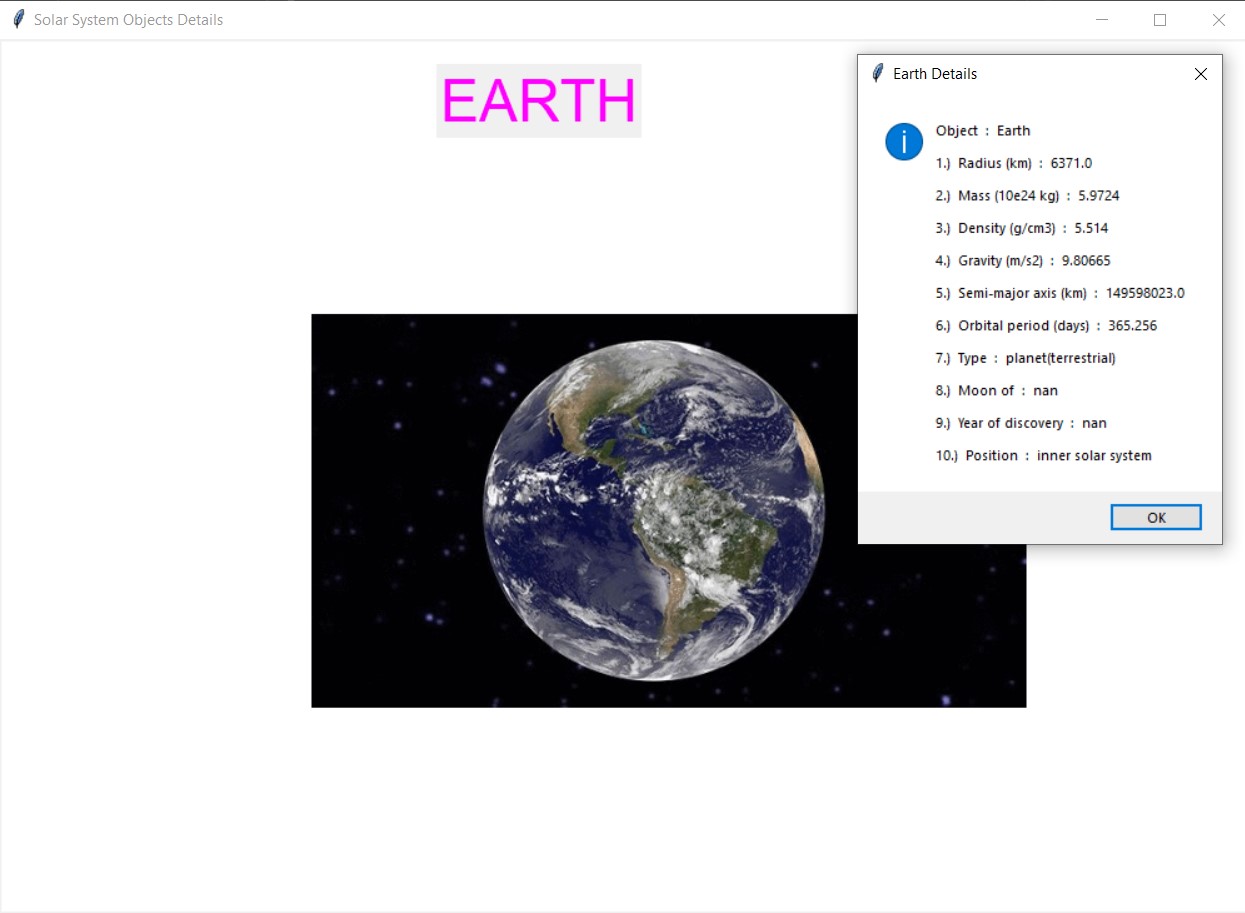 Solar System Objects Details
EARTH
Earth Details
Object : Earth
1.) Radius (km) : 6371.0
2.) Mass (10e24 kg) : 5.9724
3.) Density (g/cm3) : 5.514
4.) Gravity (m/s2) : 9.80665
5.) Semi-major axis (km) : 149598023.0
6.) Orbital period (days) : 365.256
7.) Type : planet(terrestrial)
8.) Moon of : nan
9.) Year of discovery : nan
10.) Position : inner solar system
OK